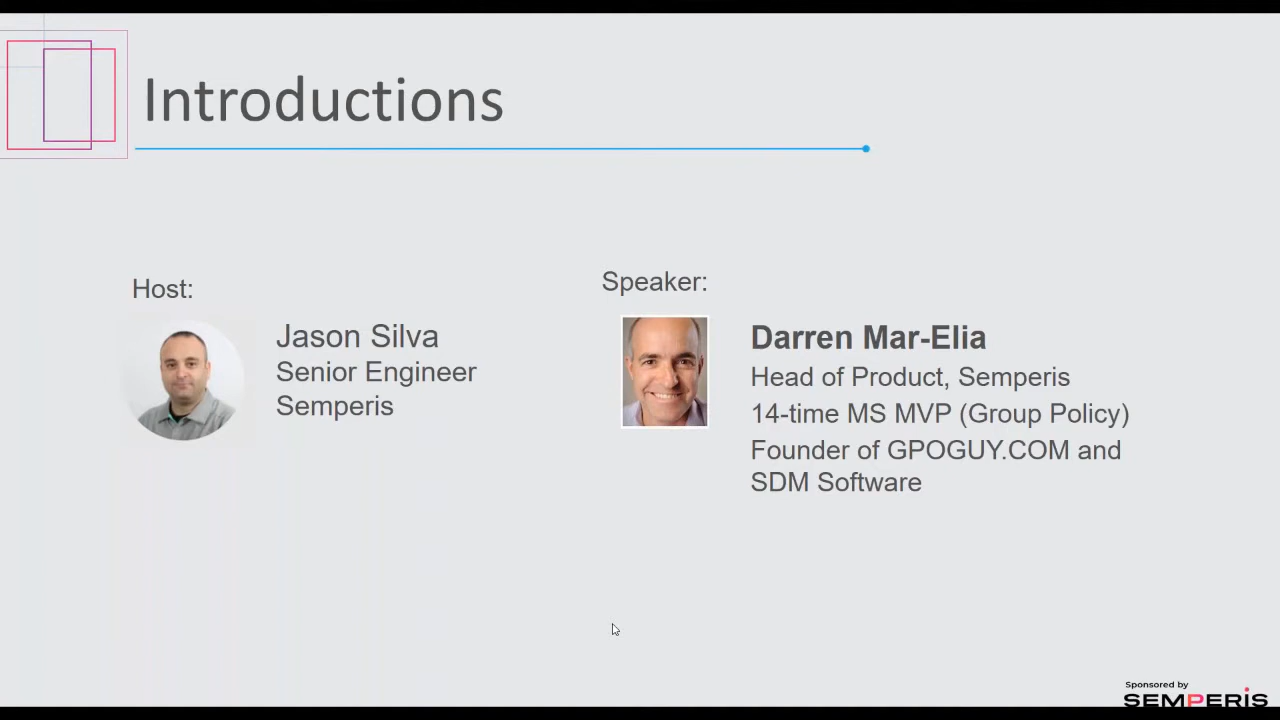 Introductions
Host:
Jason Silva
Senior Engineer
Semperis
Speaker:
Darren Mar-Elia
Head of Product, Semperis
14-time MS MVP (Group Policy)
Founder of GPOGUY.COM and
SDM Software
Sponsored by
SEMPERIS